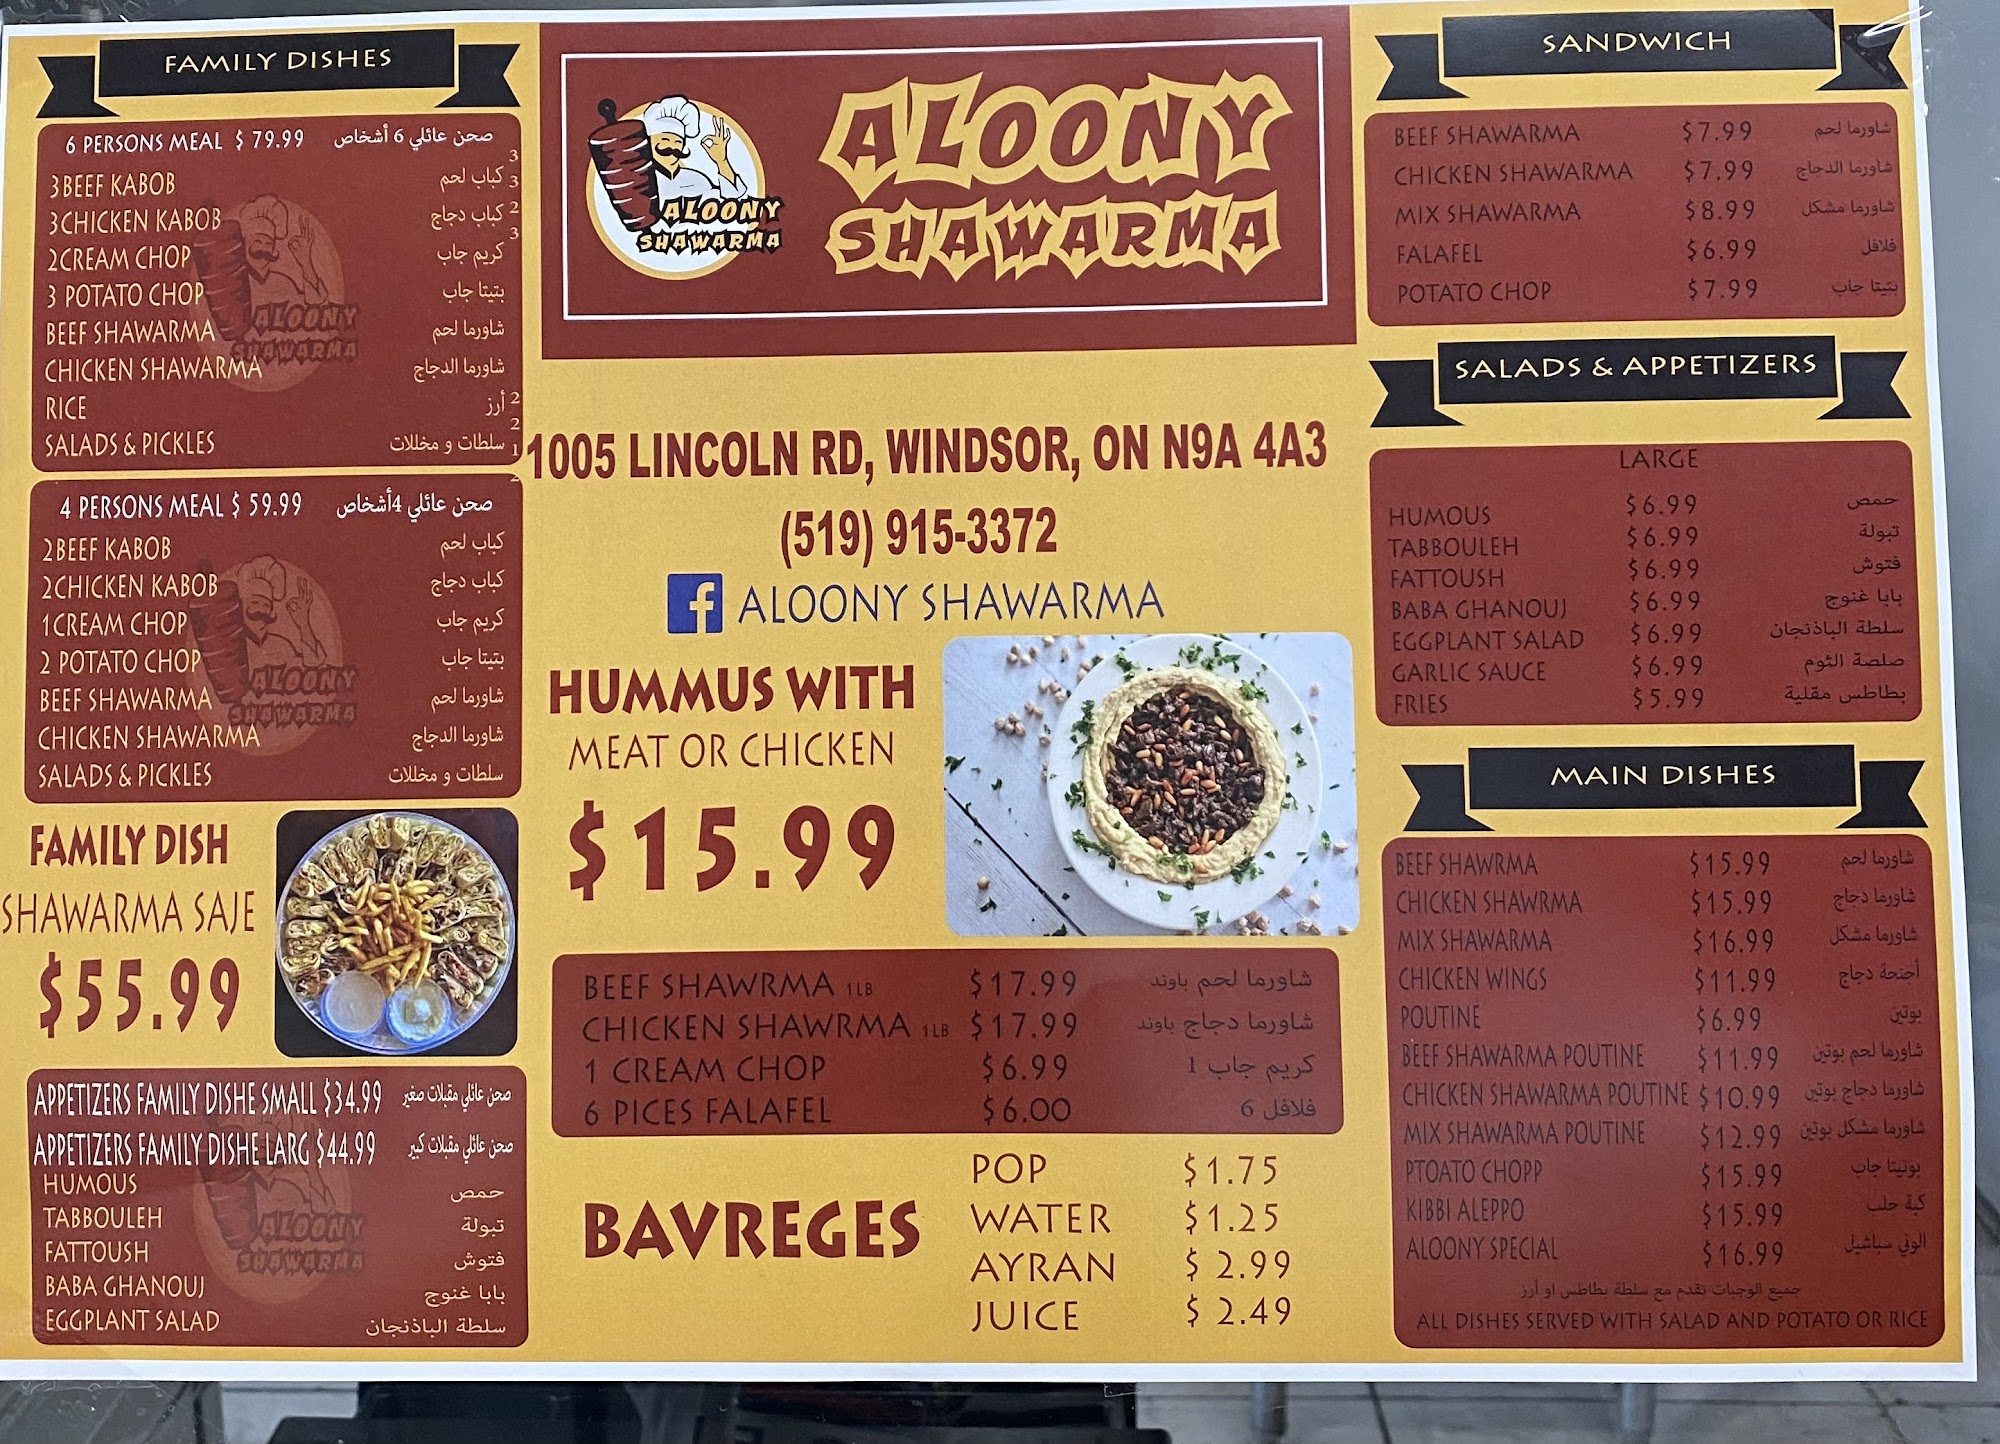 FAMILY DISHES
6 PERSONS MEAL $ 79.99 صحن عائلي 6 أشخاص
3BEEF KABOB كباب لحم 3
3CHICKEN KABOB كباب دجاج 3
2CREAM CHOP كريم جاب 2
3 POTATO CHOP بتيتا جاب 3
BEEF SHAWARMA شاورما لحم
CHICKEN SHAWARMA شاورما الدجاج
RICE أرز
SALADS & PICKLES سلطات و مخللات
2
2
1
2
4 PERSONS MEAL $ 59.99 صحن عائلي 4أشخاص
2BEEF KABOB كباب لحم
2CHICKEN KABOB كباب دجاج
1CREAM CHOP كريم جاب
2 POTATO CHOP بتيتا جاب
BEEF SHAWARMA شاورما لحم
CHICKEN SHAWARMA شاورما الدجاج
SALADS & PICKLES سلطات و مخللات
ALOONY
SHAWARMA
ALOONY
SHAWARMA
FAMILY DISH
SHAWARMA SAJE
$55.99
APPETIZERS FAMILY DISHE SMALL $34.99 صحن عائلي مقبلات صغير
APPETIZERS FAMILY DISHE LARG $44.99 صحن عائلي مقبلات كبير
HUMOUS حمص
TABBOULEH تبولة
FATTOUSH فتوش
BABA GHANOUJ بابا غنوج
EGGPLANT SALAD سلطة الباذنجان
ALOONY
SHAWARMA
ALOONY
SHAWARMA
ALOONY
SHAWARMA
1005 LINCOLN RD, WINDSOR, ON N9A 4A3
(519) 915-3372
f ALOONY SHAWARMA
HUMMUS WITH
MEAT OR CHICKEN
$15.99
BEEF SHAWRMA 1LB $17.99 شاورما لحم باوند
CHICKEN SHAWRMA 1LB $17.99 شاورما دجاج باوند
1 CREAM CHOP $6.99 كريم جاب 1
6 PICES FALAFEL $6.00 فلافل 6
BAVREGES
POP $1.75
WATER $1.25
AYRAN $ 2.99
JUICE $ 2.49
SANDWICH
BEEF SHAWARMA $7.99 شاورما لحم
CHICKEN SHAWARMA $7.99 شاورما الدجاج
MIX SHAWARMA $8.99 شاورما مشكل
FALAFEL $6.99 فلافل
POTATO CHOP $7.99 بتيتا جاب
SALADS & APPETIZERS
LARGE
HUMOUS $6.99 حمص
TABBOULEH $6.99 تبولة
FATTOUSH $6.99 فتوش
BABA GHANOUJ $6.99 بابا غنوج
EGGPLANT SALAD $6.99 سلطة الباذنجان
GARLIC SAUCE $6.99 صلصة الثوم
FRIES $5.99 بطاطس مقلية
MAIN DISHES
BEEF SHAWRMA $15.99 شاورما لحم
CHICKEN SHAWRMA $15.99 شاورما دجاج
MIX SHAWARMA $16.99 شاورما مشكل
CHICKEN WINGS $11.99 أجنحة دجاج
POUTINE $6.99 بوتين
BEEF SHAWARMA POUTINE $11.99 شاورما لحم بوتين
CHICKEN SHAWARMA POUTINE $10.99 شاورما دجاج بوتين
MIX SHAWARMA POUTINE $12.99 شاورما مشكل بوتين
PTOATO CHOPP $15.99 بوتيتا جاب
KIBBI ALEPPO $15.99 كبة حلب
ALOONY SPECIAL $16.99 الوني سباشيل
جميع الوجبات تقدم مع سلطة بطاطس او أرز
ALL DISHES SERVED WITH SALAD AND POTATO OR RICE